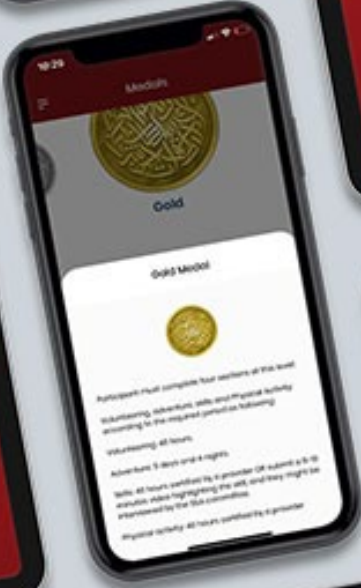 10:29
Medals
Gold
Gold Medal
Participant must complete four sections at this level
Volunteering, adventure, skills and Physical Activity
according to the required period as following:
Volunteering: 48 hours.
Adventure: 5 days and 4 nights.
Skills: 48 hours certified by a provider OR submit a
minutes video highlighting the skill, and they might be
interviewed by the committee.
Physical Activity: 48 hours certified by a provider